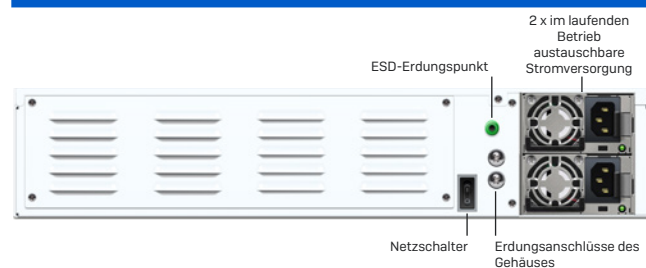 2 x im laufenden
Betrieb
austauschbare
Stromversorgung
ESD-Erdungspunkt
Netzschalter
Erdungsanschlüsse des
Gehäuses